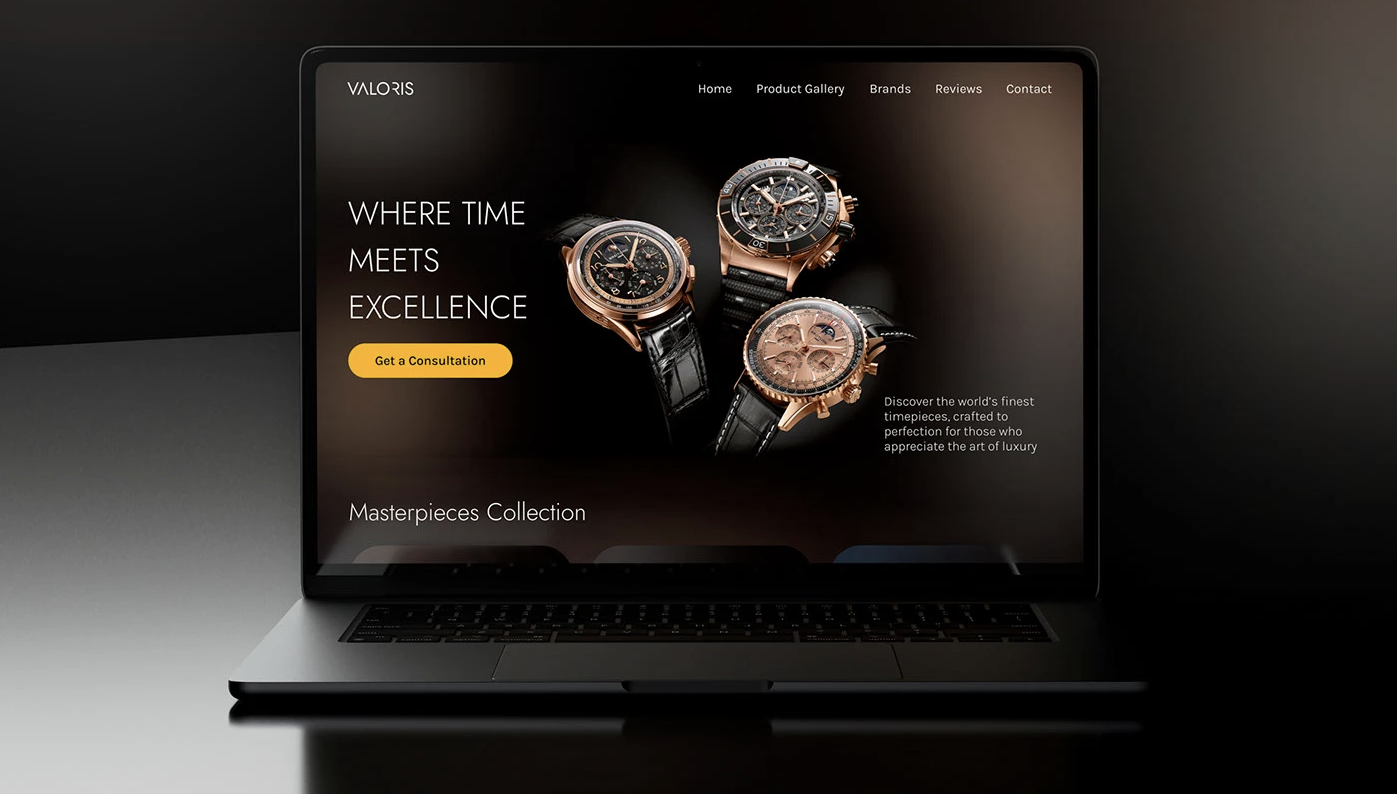 VALORIS
Home Product Gallery Brands Reviews Contact
WHERE TIME
MEETS
EXCELLENCE
Get a Consultation
Discover the world's finest
timepieces, crafted to
perfection for those who
appreciate the art of luxury
Masterpieces Collection